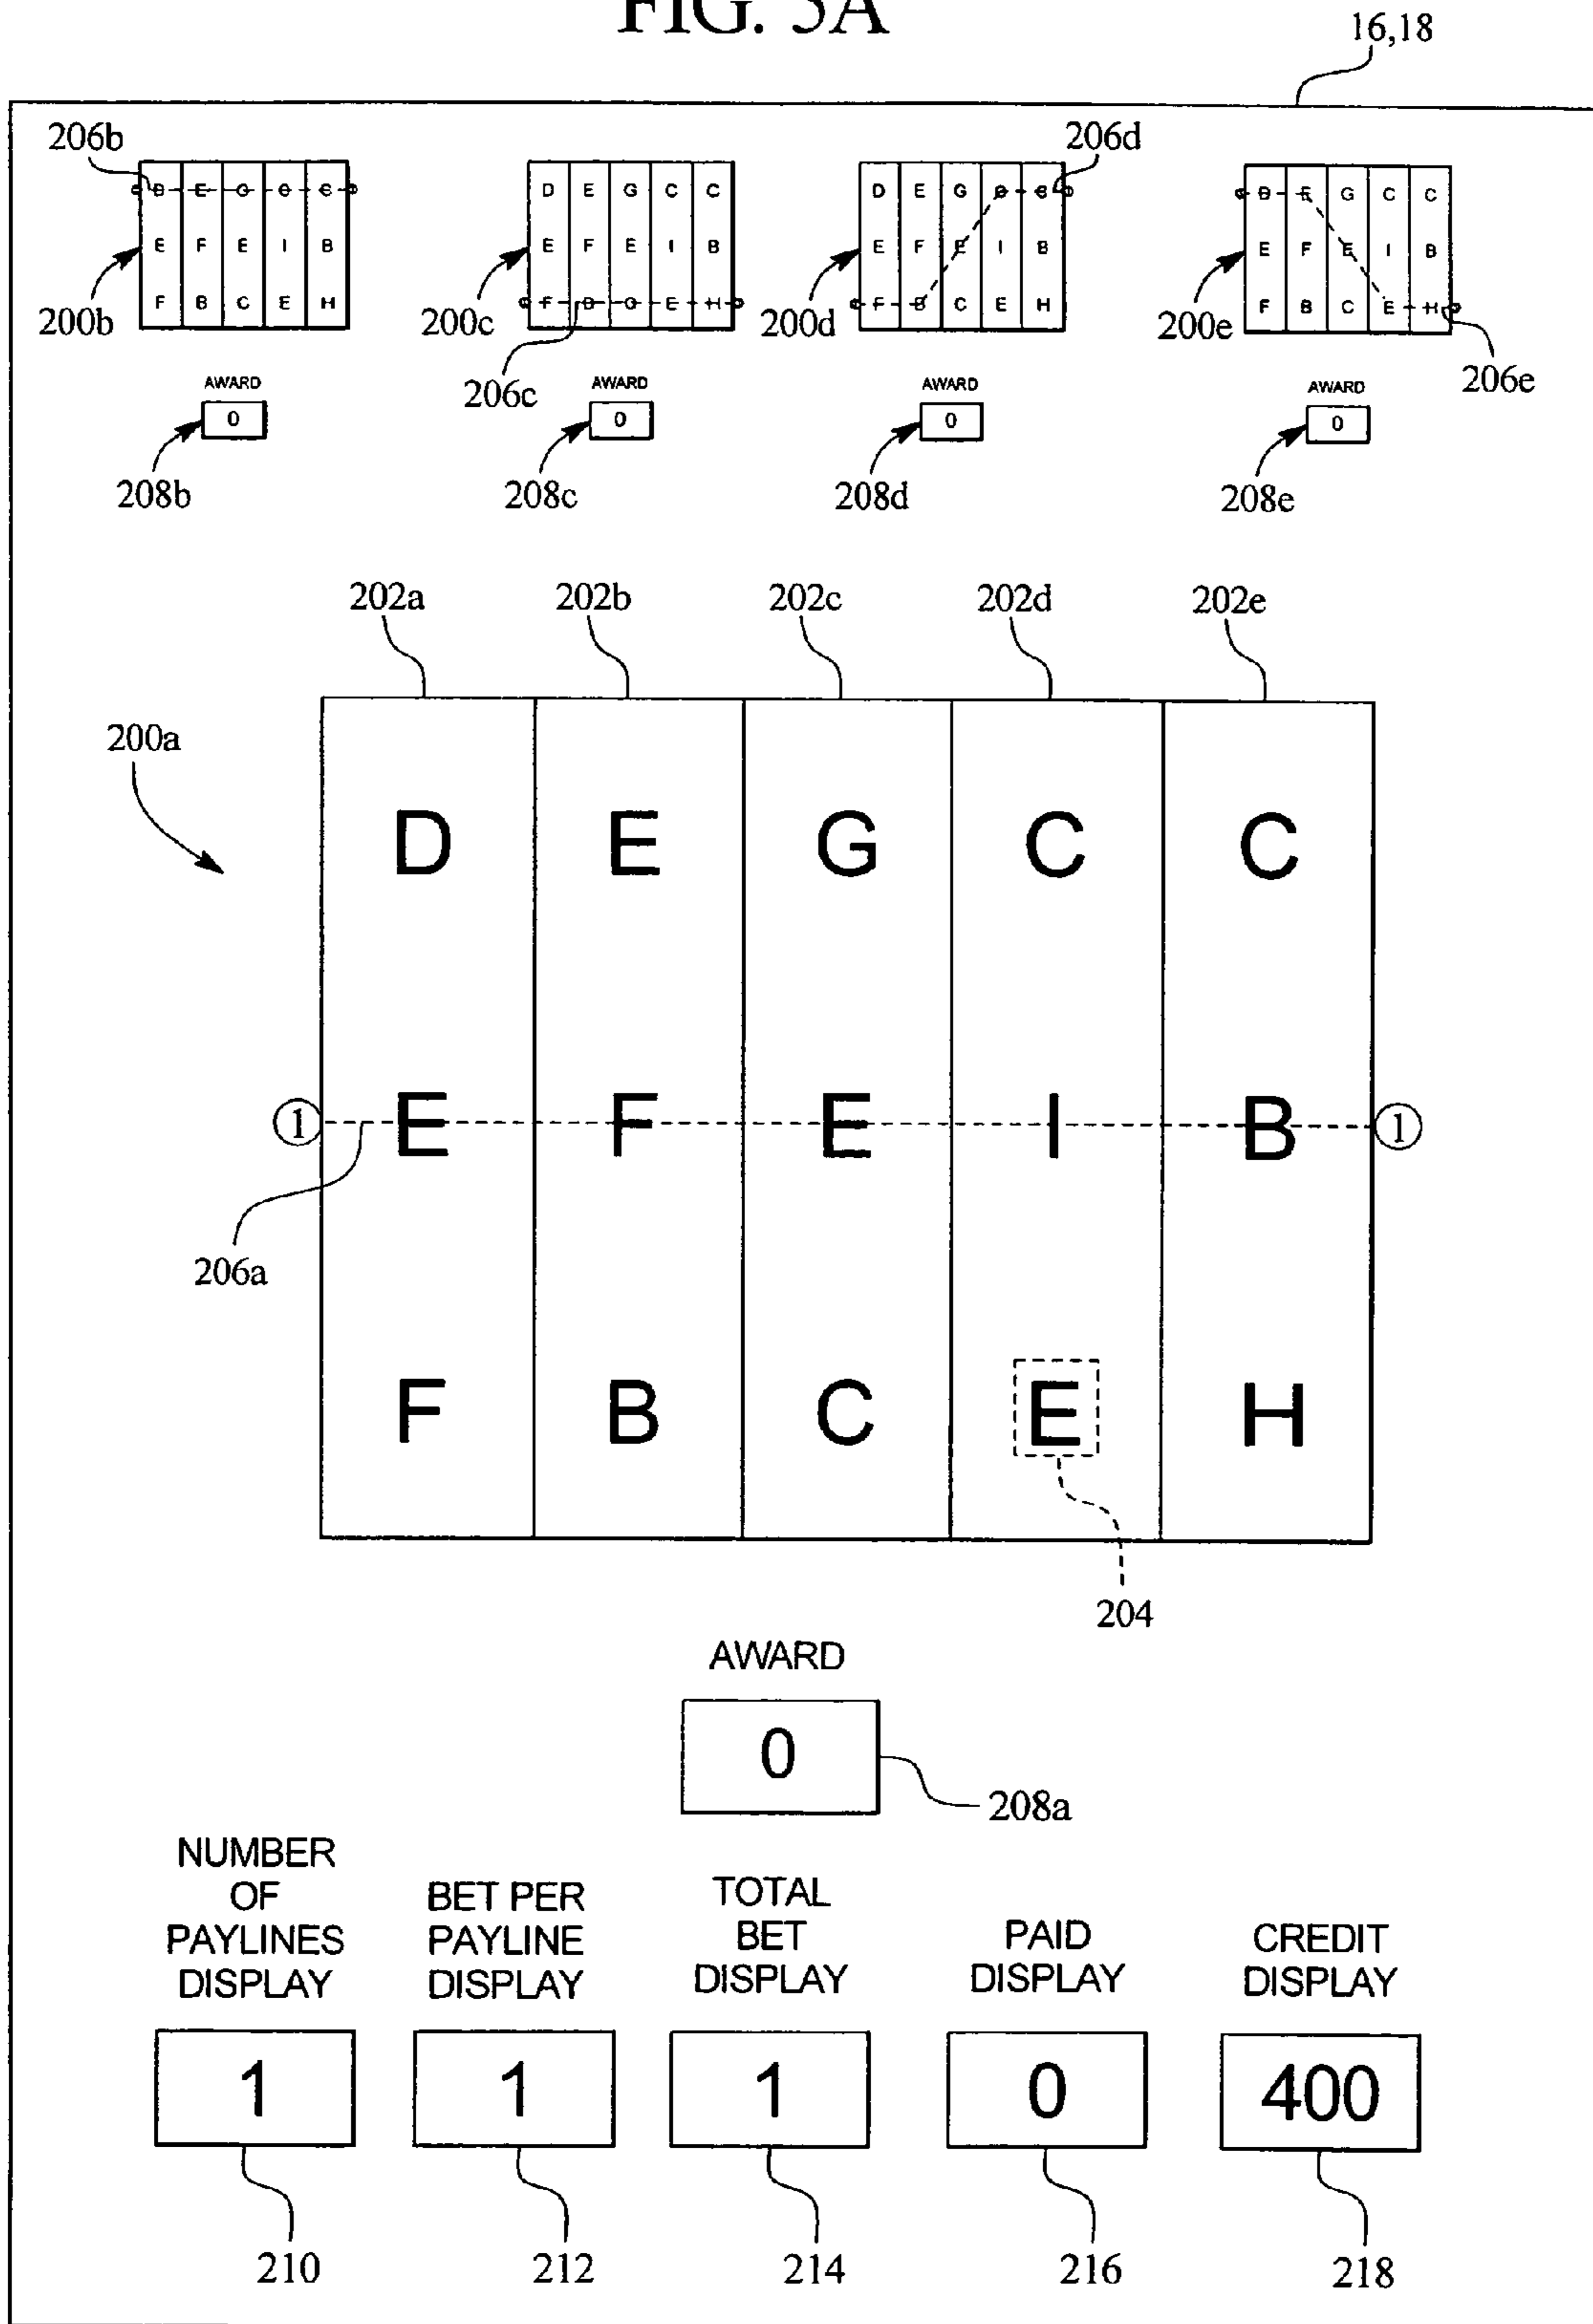 FIG. 3A
16,18
206b
206d
D E G C C
D E G C C
D E G C C
D E G C C
E F E I B
E F E I B
E F E I B
E F E I B
F B C E H
F B G E H
F B C E H
F B C E H
200b
200c
200d
200e
206c
206e
AWARD
AWARD
AWARD
AWARD
0
0
0
0
208b
208c
208d
208e
202a
202b
202c
202d
202e
200a
D E G C C
1 E F E I B 1
206a
F B C E H
204
AWARD
0
208a
NUMBER
OF
PAYLINES
DISPLAY
BET PER
PAYLINE
DISPLAY
TOTAL
BET
DISPLAY
PAID
DISPLAY
CREDIT
DISPLAY
1
1
1
0
400
210
212
214
216
218